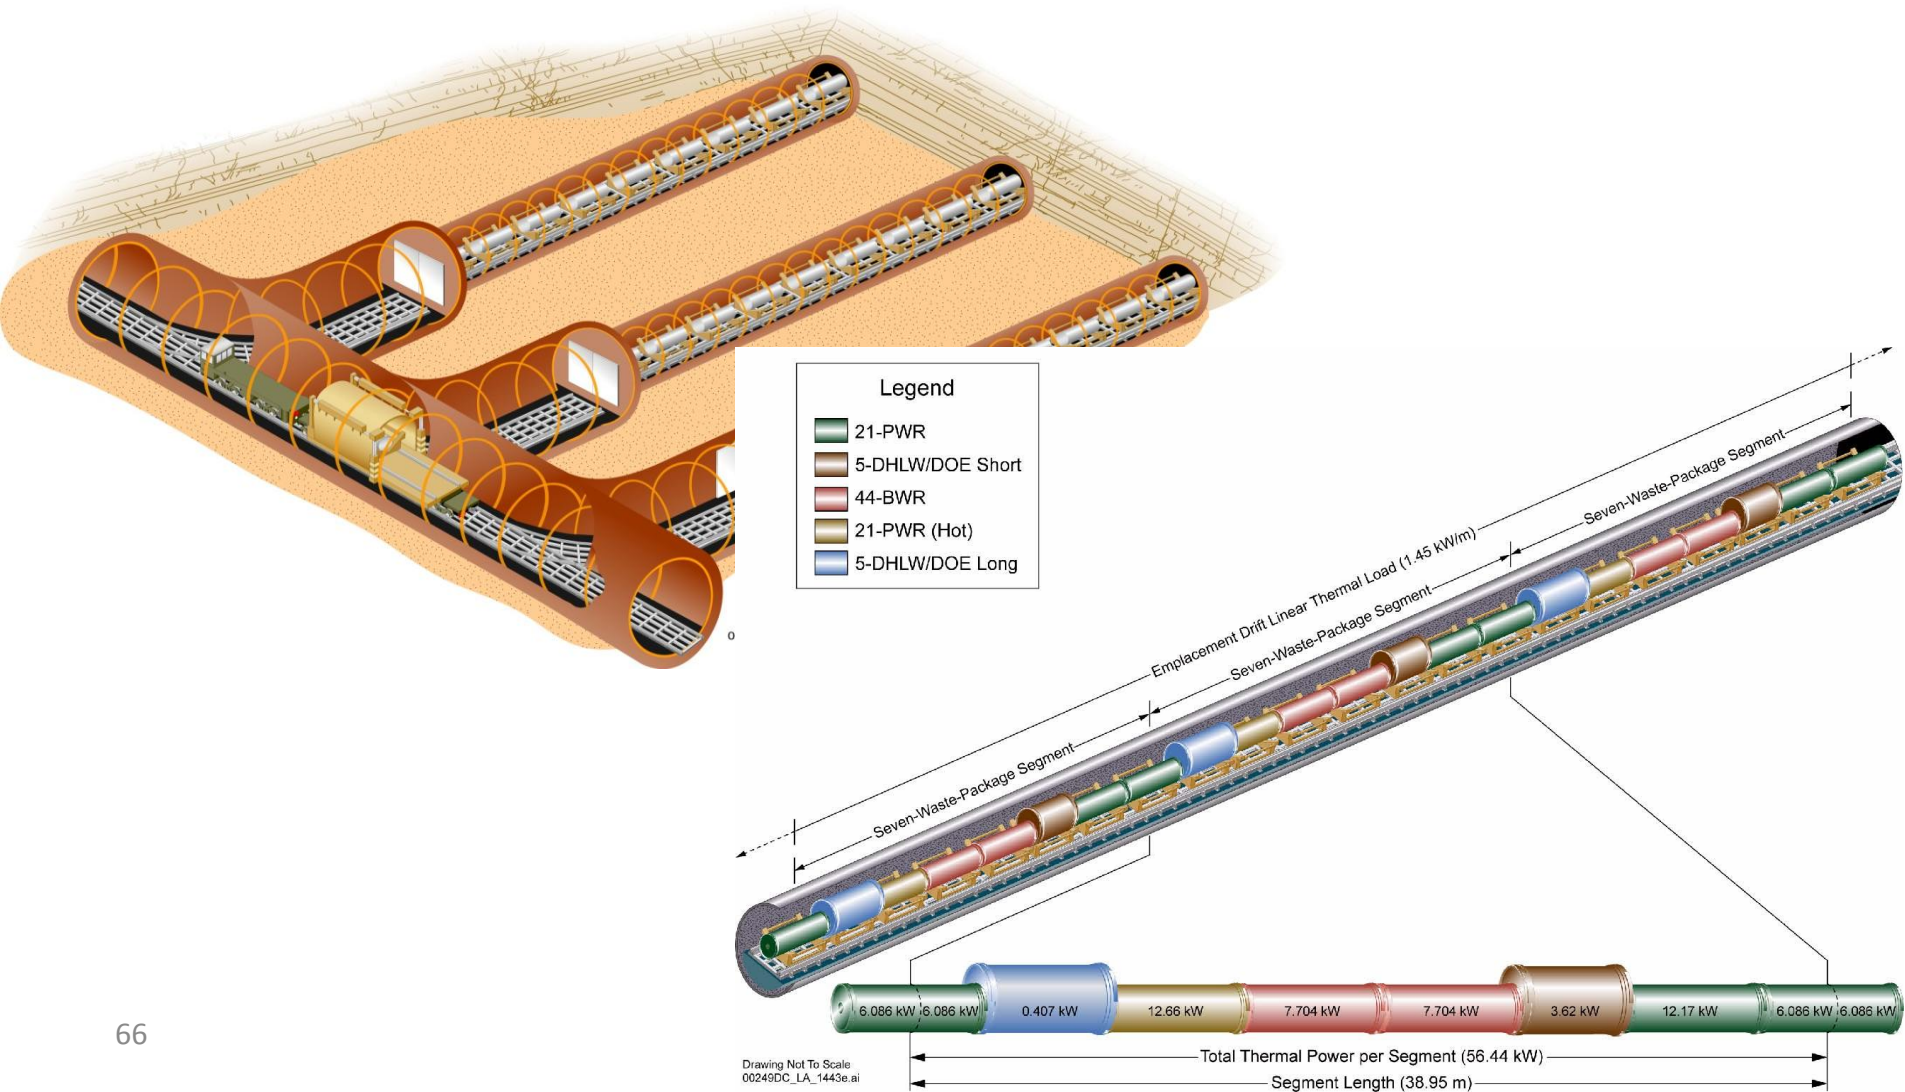 Legend
21-PWR
5-DHLW/DOE Short
44-BWR
21-PWR (Hot)
5-DHLW/DOE Long
0
Seven-Waste-Package Segment
Emplacement Drift Linear Thermal Load (1.45 kW/m)
Seven-Waste-Package Segment
Seven-Waste-Package Segment
6.086 kW 6.086 kW 0.407 kW 12.66 kW 7.704 kW 7.704 kW 3.62 kW 12.17 kW 6.086 kW 6.086 kW
Total Thermal Power per Segment (56.44 kW)
Segment Length (38.95 m)
Drawing Not To Scale
00249DC_LA_1443e.ai
66